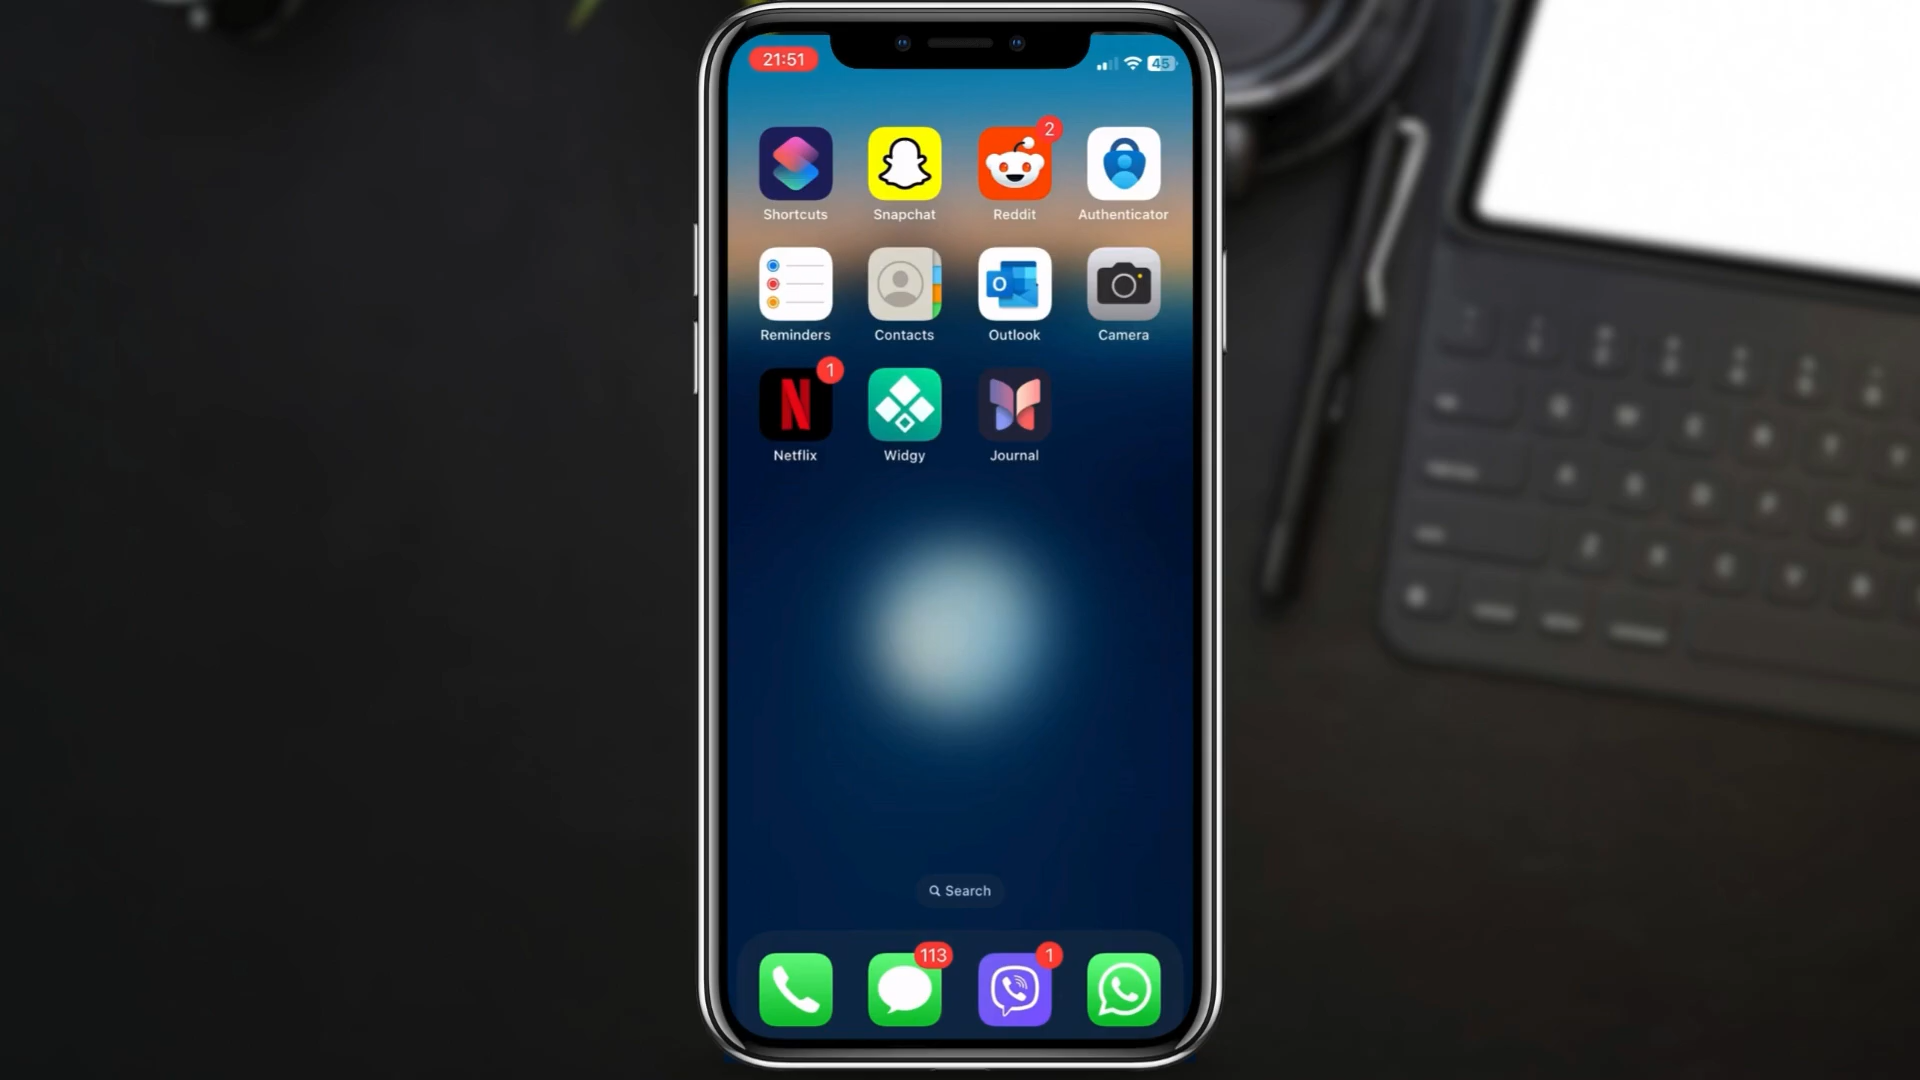 21:51
45
2
Shortcuts
Snapchat
Reddit
Authenticator
Reminders
Contacts
Outlook
Camera
1
Netflix
Widgy
Journal
Search
113
1